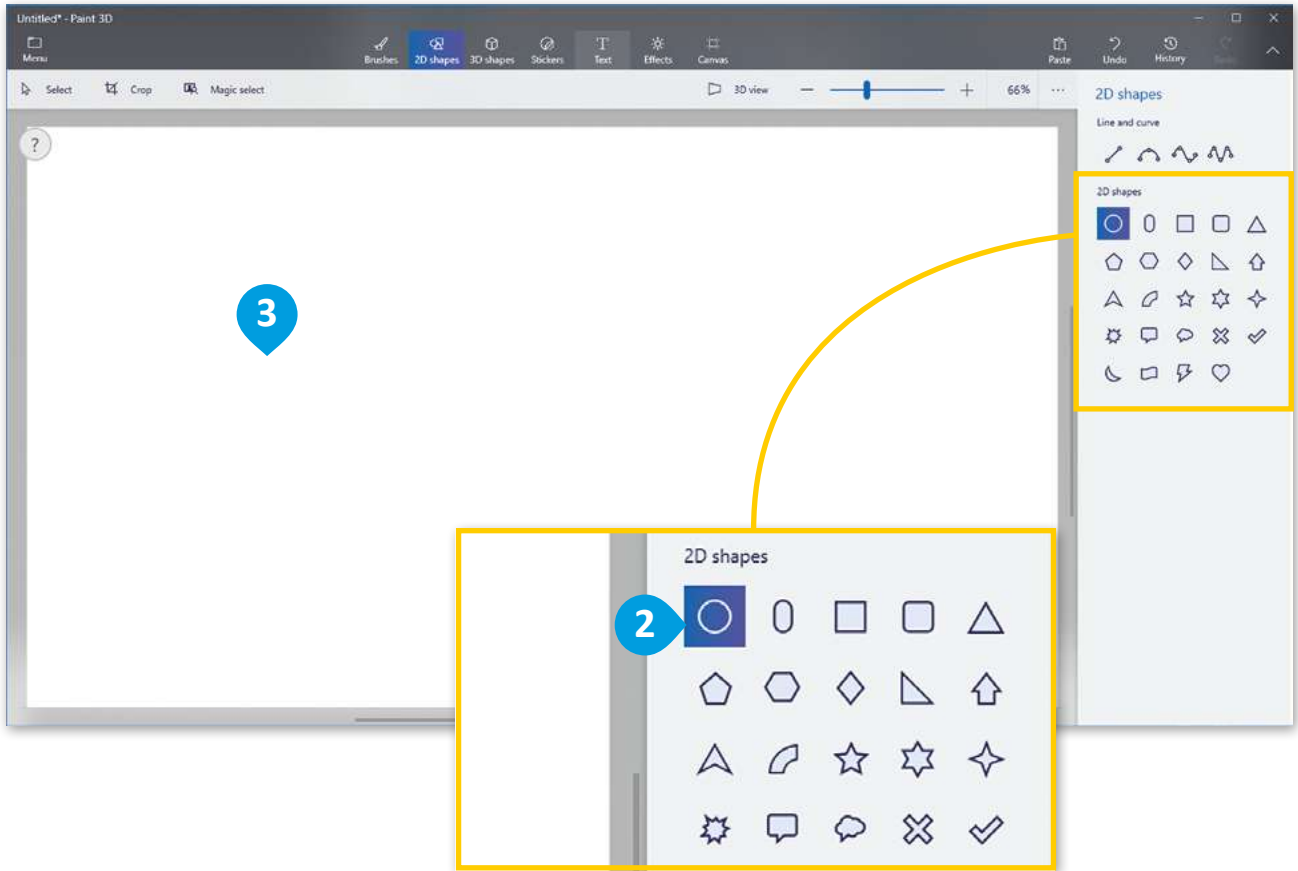 Untitled* - Paint 3D
Menu
Brushes 2D shapes 3D shapes Stickers Text Effects Canvas
Paste Undo History
Select Crop Magic select
3D view 66% ...
2D shapes
Line and curve
?
2D shapes
3
2D shapes
2